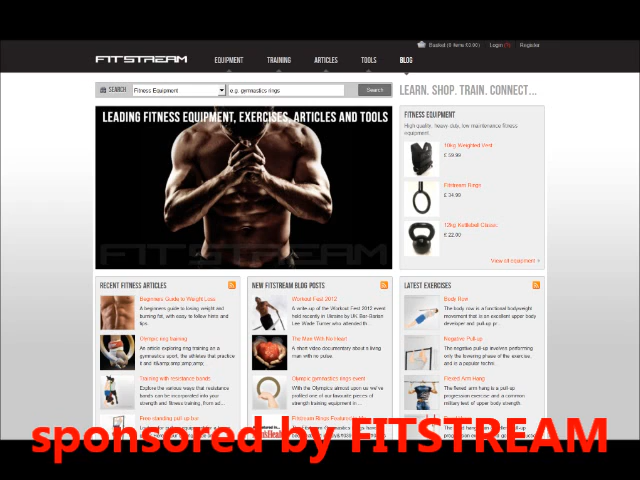 Basket (0 items £0.00) Login Register
FITSTREAM EQUIPMENT TRAINING ARTICLES TOOLS BLOG
SEARCH Fitness Equipment e.g. gymnastics rings Search
LEARN. SHOP. TRAIN. CONNECT...
LEADING FITNESS EQUIPMENT, EXERCISES, ARTICLES AND TOOLS
FITSTREAM
FITNESS EQUIPMENT
High quality, heavy duty, low maintenance fitness
equipment.
10kg Weighted Vest
£ 59.99
Fitstream Rings
£ 34.99
12kg Kettlebell Classic
£ 22.00
View all equipment »
RECENT FITNESS ARTICLES
Beginners Guide to Weight Loss
A beginners guide to losing weight and
burning fat, with easy to follow hints and
tips.
Olympic ring training
An article exploring ring training as a
gymnastics sport, the athletes that practice
it and
Training with resistance bands
Explore the various ways that resistance
bands can be incorporated into your
strength and fitness training, from ad...
Free standing pull up bar
NEW FITSTREAM BLOG POSTS
Workout Fest 2012
A write up of the Workout Fest 2012 event
held recently in Ukraine by UK Bar-Barian
Lee Wade Turner who attended th...
The Man With No Heart
A short video documentary about a living
man with no pulse.
Olympic gymnastics rings event
With the Olympics almost upon us we've
profiled one of our favourite pieces of
strength training equipment in ...
Fitstream Rings
LATEST EXERCISES
Body Row
The body row is a functional bodyweight
movement that is an excellent upper body
developer and pull-up pr...
Negative Pull-up
The negative pull-up involves performing
only the lowering phase of the exercise,
and is a popular techni...
Flexed Arm Hang
The flexed arm hang is a pull-up
progression exercise and a common
military test of upper body strength.
sponsored by FITSTREAM